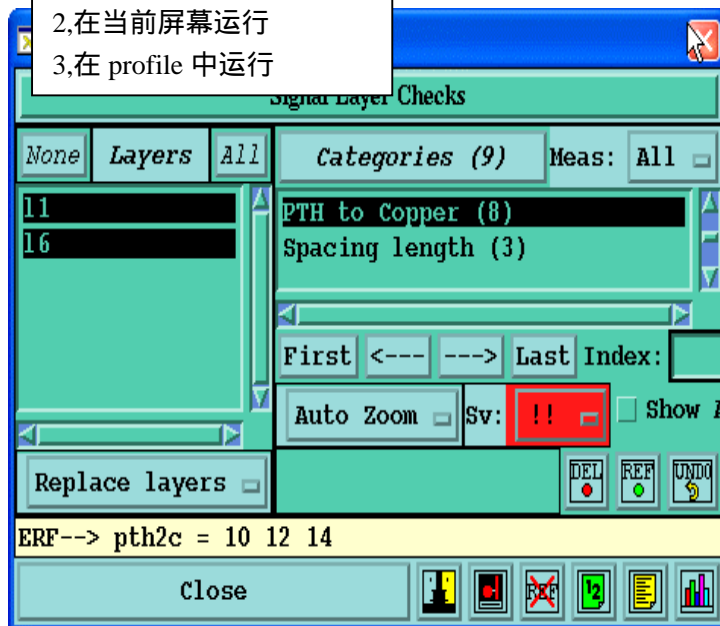 2,在当前屏幕运行
3,在 profile 中运行
Signal Layer Checks
None Layers All Categories (9) Meas: All
l1
l6
PTH to Copper (8)
Spacing length (3)
First <--- ---> Last Index:
Auto Zoom Sv: !! Show
Replace layers DEL REF UNDO
ERF--> pth2c = 10 12 14
Close REF 12